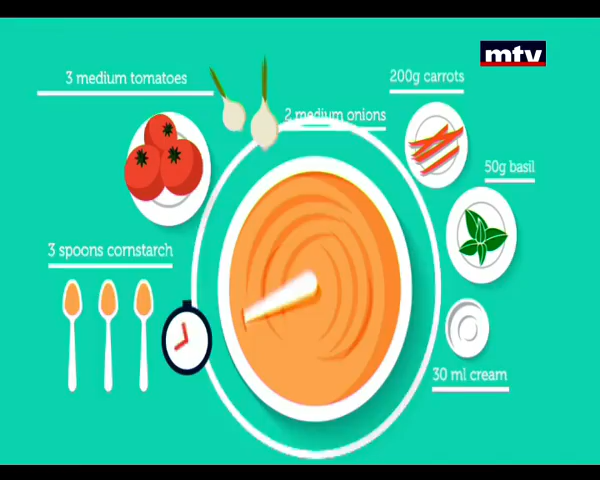 mtv
3 medium tomatoes
200g carrots
2 medium onions
50g basil
3 spoons cornstarch
30 ml cream